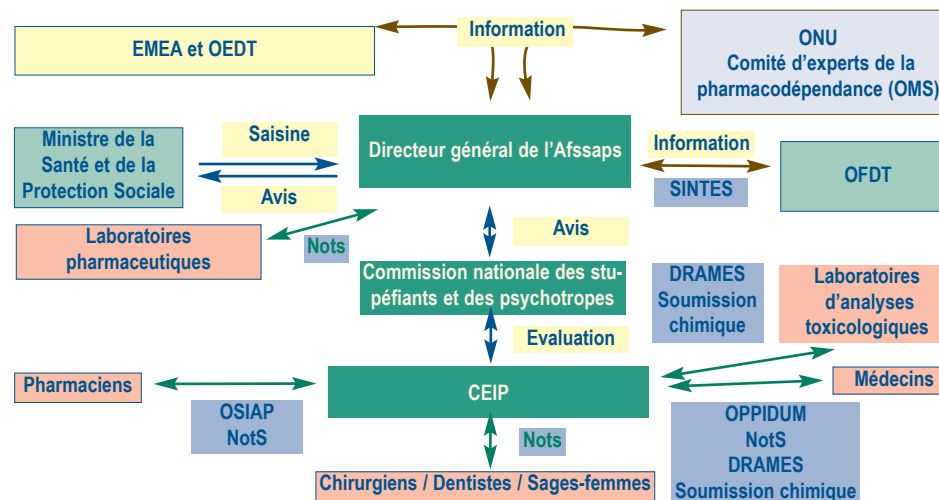 Information
EMEA et OEDT
ONU
Comité d'experts de la
pharmacodépendance (OMS)
Ministre de la
Santé et de la
Protection Sociale
Saisine
Avis
Directeur général de l'Afssaps
Information
SINTES
OFDT
Laboratoires
pharmaceutiques
Nots
Avis
Commission nationale des stu-
péfiants et des psychotropes
DRAMES
Soumission
chimique
Laboratoires
d'analyses
toxicologiques
Evaluation
Pharmaciens
CEIP
Médecins
OSIAP
NotS
Nots
OPPIDUM
NotS
DRAMES
Soumission chimique
Chirurgiens / Dentistes / Sages-femmes